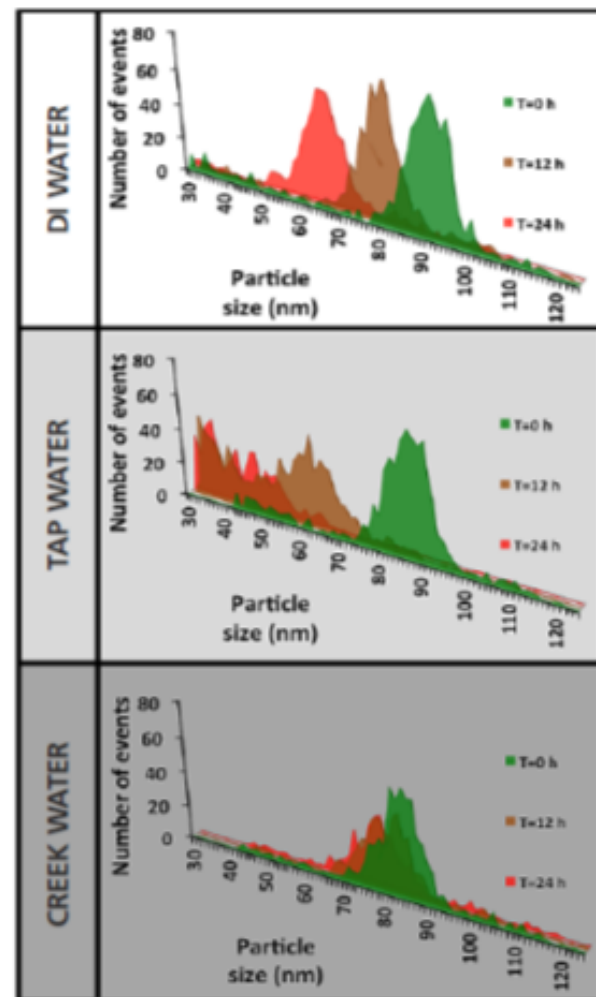 DI WATER
Number of events
80
60
40
20
0
30
40
50
60
70
80
90
100
110
120
Particle
size (nm)
T=0 h
T=12 h
T=24 h
TAP WATER
Number of events
80
60
40
20
0
30
40
50
60
70
80
90
100
110
120
Particle
size (nm)
T=0 h
T=12 h
T=24 h
CREEK WATER
Number of events
80
60
40
20
0
30
40
50
60
70
80
90
100
110
120
Particle
size (nm)
T=0 h
T=12 h
T=24 h